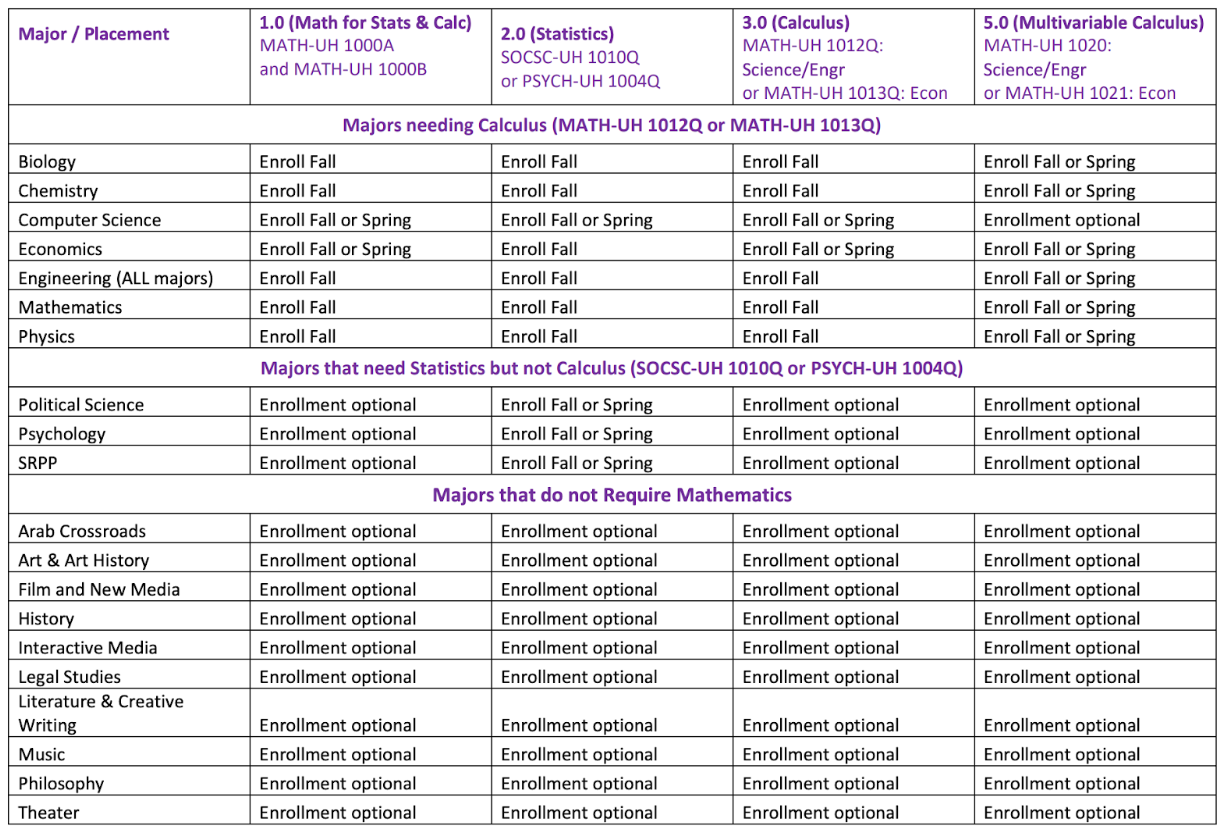 Major / Placement
1.0 (Math for Stats & Calc)
MATH-UH 1000A
and MATH-UH 1000B
2.0 (Statistics)
SOCSC-UH 1010Q
or PSYCH-UH 1004Q
3.0 (Calculus)
MATH-UH 1012Q:
Science/Engr
or MATH-UH 1013Q: Econ
5.0 (Multivariable Calculus)
MATH-UH 1020:
Science/Engr
or MATH-UH 1021: Econ
Majors needing Calculus (MATH-UH 1012Q or MATH-UH 1013Q)
Biology Enroll Fall Enroll Fall Enroll Fall Enroll Fall or Spring
Chemistry Enroll Fall Enroll Fall Enroll Fall Enroll Fall or Spring
Computer Science Enroll Fall or Spring Enroll Fall or Spring Enroll Fall or Spring Enrollment optional
Economics Enroll Fall or Spring Enroll Fall Enroll Fall or Spring Enroll Fall or Spring
Engineering (ALL majors) Enroll Fall Enroll Fall Enroll Fall Enroll Fall or Spring
Mathematics Enroll Fall Enroll Fall Enroll Fall Enroll Fall or Spring
Physics Enroll Fall Enroll Fall Enroll Fall Enroll Fall or Spring
Majors that need Statistics but not Calculus (SOCSC-UH 1010Q or PSYCH-UH 1004Q)
Political Science Enrollment optional Enroll Fall or Spring Enrollment optional Enrollment optional
Psychology Enrollment optional Enroll Fall or Spring Enrollment optional Enrollment optional
SRPP Enrollment optional Enroll Fall or Spring Enrollment optional Enrollment optional
Majors that do not Require Mathematics
Arab Crossroads Enrollment optional Enrollment optional Enrollment optional Enrollment optional
Art & Art History Enrollment optional Enrollment optional Enrollment optional Enrollment optional
Film and New Media Enrollment optional Enrollment optional Enrollment optional Enrollment optional
History Enrollment optional Enrollment optional Enrollment optional Enrollment optional
Interactive Media Enrollment optional Enrollment optional Enrollment optional Enrollment optional
Legal Studies Enrollment optional Enrollment optional Enrollment optional Enrollment optional
Literature & Creative
Writing Enrollment optional Enrollment optional Enrollment optional Enrollment optional
Music Enrollment optional Enrollment optional Enrollment optional Enrollment optional
Philosophy Enrollment optional Enrollment optional Enrollment optional Enrollment optional
Theater Enrollment optional Enrollment optional Enrollment optional Enrollment optional